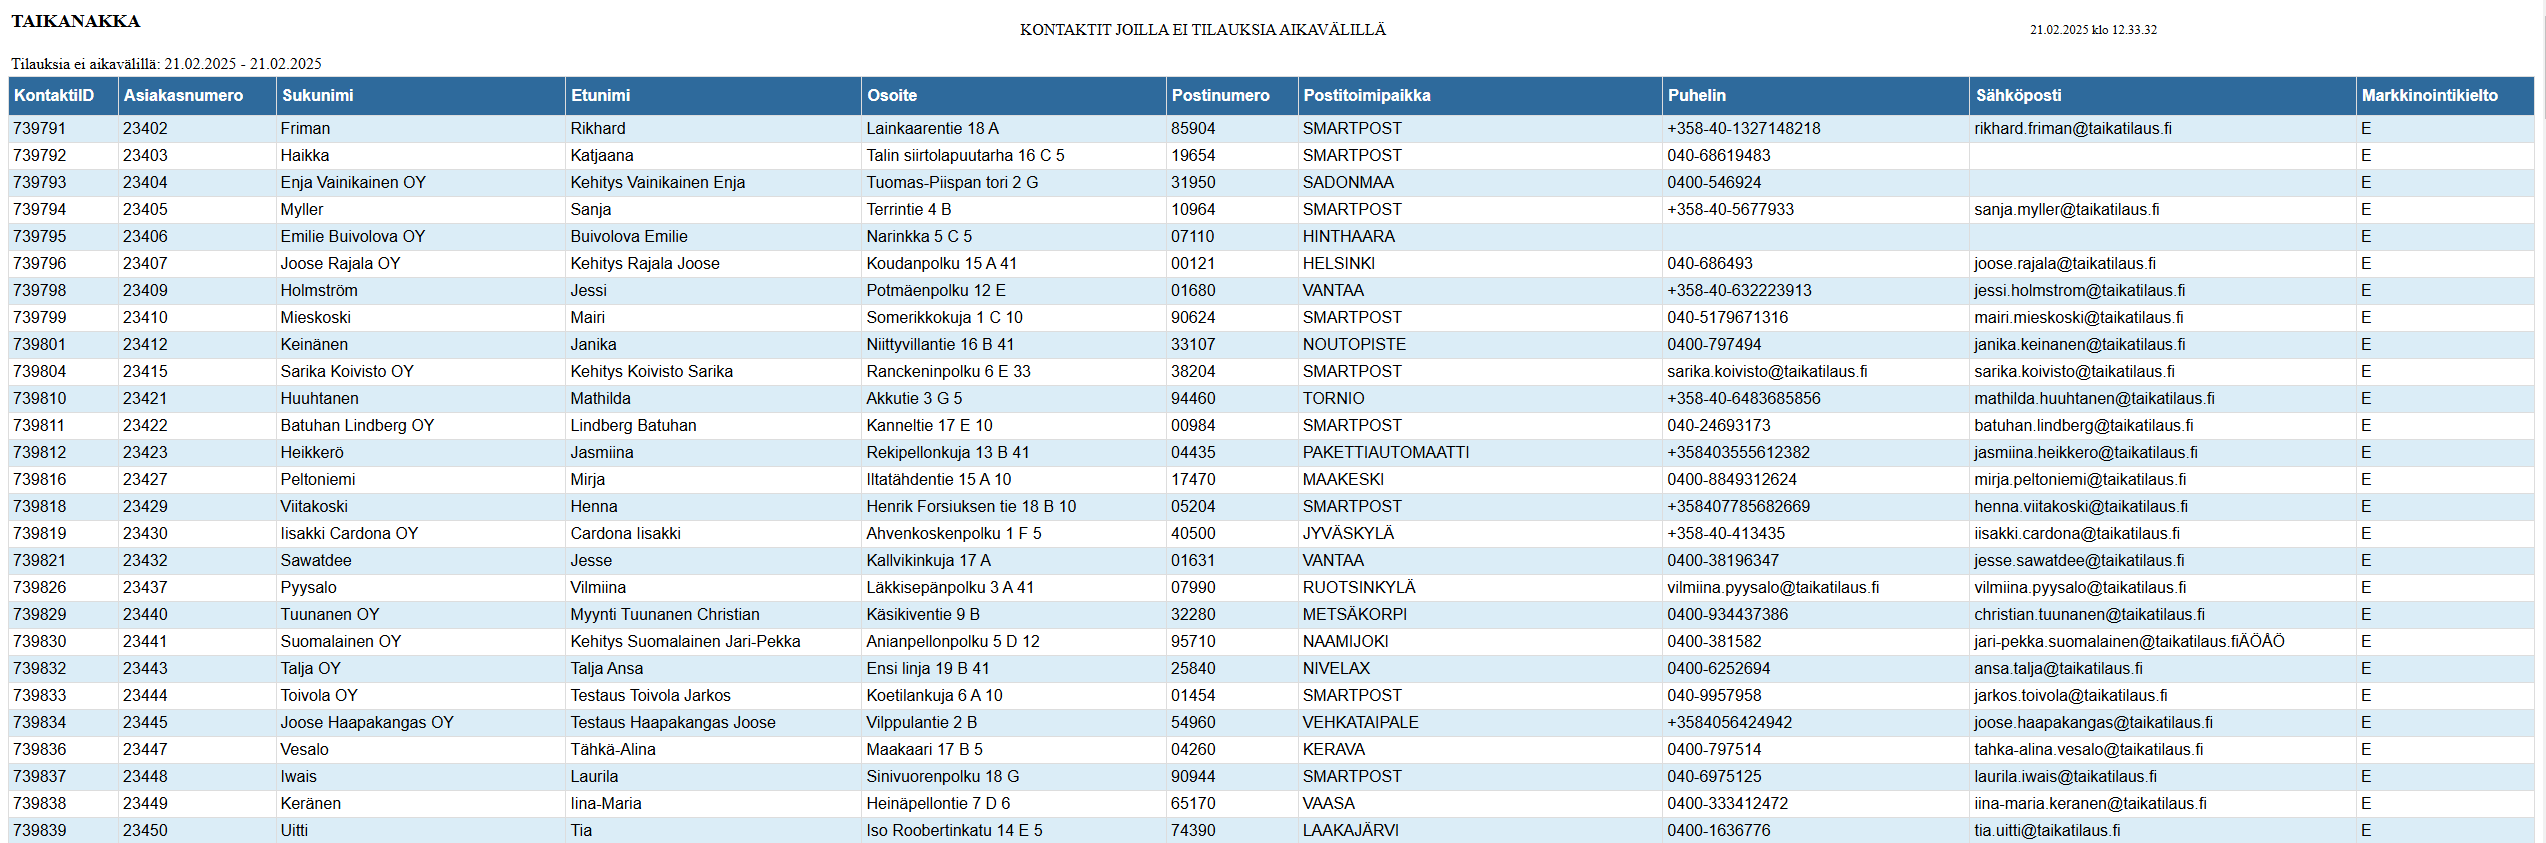 TAIKANAKKA
KONTAKTIT JOILLA EI TILAUKSIA AIKAVÄLILLÄ
21.02.2025 klo 12.33.32
Tilauksia ei aikavälillä: 21.02.2025 - 21.02.2025
KontaktiID Asiakasnumero Sukunimi Etunimi Osoite Postinumero Postitoimipaikka Puhelin Sähköposti Markkinointikielto
739791 23402 Friman Rikhard Lainkaarentie 18 A 85904 SMARTPOST +358-40-1327148218 rikhard.friman@taikatilaus.fi E
739792 23403 Haikka Katjaana Talin siirtolapuutarha 16 C 5 19654 SMARTPOST 040-68619483 E
739793 23404 Enja Vainikainen OY Kehitys Vainikainen Enja Tuomas-Piispan tori 2 G 31950 SADONMAA 0400-546924 E
739794 23405 Myller Sanja Terrintie 4 B 10964 SMARTPOST +358-40-5677933 sanja.myller@taikatilaus.fi E
739795 23406 Emilie Buivolova OY Buivolova Emilie Narinkka 5 C 5 07110 HINTHAARA E
739796 23407 Joose Rajala OY Kehitys Rajala Joose Koudanpolku 15 A 41 00121 HELSINKI 040-686493 joose.rajala@taikatilaus.fi E
739798 23409 Holmström Jessi Potmäenpolku 12 E 01680 VANTAA +358-40-632223913 jessi.holmstrom@taikatilaus.fi E
739799 23410 Mieskoski Mairi Somerikkokuja 1 C 10 90624 SMARTPOST 040-5179671316 mairi.mieskoski@taikatilaus.fi E
739801 23412 Keinänen Janika Niittyvillantie 16 B 41 33107 NOUTOPISTE 0400-797494 janika.keinanen@taikatilaus.fi E
739804 23415 Sarika Koivisto OY Kehitys Koivisto Sarika Ranckeninpolku 6 E 33 38204 SMARTPOST sarika.koivisto@taikatilaus.fi sarika.koivisto@taikatilaus.fi E
739810 23421 Huuhtanen Mathilda Akkutie 3 G 5 94460 TORNIO +358-40-6483685856 mathilda.huuhtanen@taikatilaus.fi E
739811 23422 Batuhan Lindberg OY Lindberg Batuhan Kanneltie 17 E 10 00984 SMARTPOST 040-24693173 batuhan.lindberg@taikatilaus.fi E
739812 23423 Heikkerö Jasmiina Rekipellonkuja 13 B 41 04435 PAKETTIAUTOMAATTI +358403555612382 jasmiina.heikkero@taikatilaus.fi E
739816 23427 Peltoniemi Mirja Iltatähdentie 15 A 10 17470 MAAKESKI 0400-8849312624 mirja.peltoniemi@taikatilaus.fi E
739818 23429 Viitakoski Henna Henrik Forsiuksen tie 18 B 10 05204 SMARTPOST +358407785682669 henna.viitakoski@taikatilaus.fi E
739819 23430 Iisakki Cardona OY Cardona Iisakki Ahvenkoskenpolku 1 F 5 40500 JYVÄSKYLÄ +358-40-413435 iisakki.cardona@taikatilaus.fi E
739821 23432 Sawatdee Jesse Kallvikinkuja 17 A 01631 VANTAA 0400-38196347 jesse.sawatdee@taikatilaus.fi E
739826 23437 Pyysalo Vilmiina Läkkisepänpolku 3 A 41 07990 RUOTSINKYLÄ vilmiina.pyysalo@taikatilaus.fi vilmiina.pyysalo@taikatilaus.fi E
739829 23440 Tuunanen OY Myynti Tuunanen Christian Käsikiventie 9 B 32280 METSÄKORPI 0400-934437386 christian.tuunanen@taikatilaus.fi E
739830 23441 Suomalainen OY Kehitys Suomalainen Jari-Pekka Anianpellonpolku 5 D 12 95710 NAAMIJOKI 0400-381582 jari-pekka.suomalainen@taikatilaus.fiÄÖÅÖ E
739832 23443 Talja OY Talja Ansa Ensi linja 19 B 41 25840 NIVELAX 0400-6252694 ansa.talja@taikatilaus.fi E
739833 23444 Toivola OY Testaus Toivola Jarkos Koetilankuja 6 A 10 01454 SMARTPOST 040-9957958 jarkos.toivola@taikatilaus.fi E
739834 23445 Joose Haapakangas OY Testaus Haapakangas Joose Vilppulantie 2 B 54960 VEHKATAIPALE +3584056424942 joose.haapakangas@taikatilaus.fi E
739836 23447 Vesalo Tähkä-Alina Maakaari 17 B 5 04260 KERAVA 0400-797514 tahka-alina.vesalo@taikatilaus.fi E
739837 23448 Iwais Laurila Sinivuorenpolku 18 G 90944 SMARTPOST 040-6975125 laurila.iwais@taikatilaus.fi E
739838 23449 Keränen Iina-Maria Heinäpellontie 7 D 6 65170 VAASA 0400-333412472 iina-maria.keranen@taikatilaus.fi E
739839 23450 Uitti Tia Iso Roobertinkatu 14 E 5 74390 LAAKAJÄRVI 0400-1636776 tia.uitti@taikatilaus.fi E